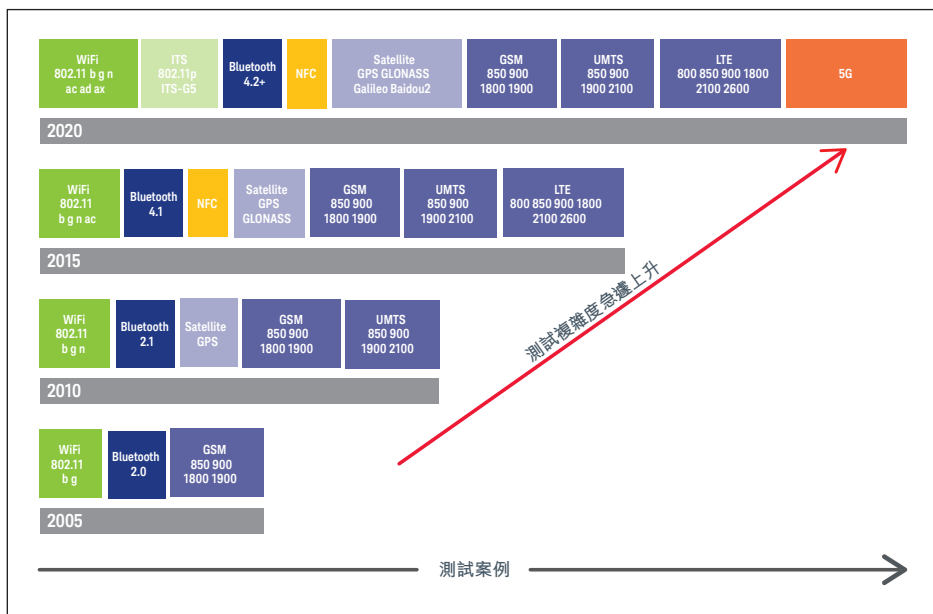 WiFi
802.11 b g n
ac ad ax
ITS
802.11p
ITS-G5
Bluetooth
4.2+
NFC
Satellite
GPS GLONASS
Galileo Baidou2
GSM
850 900
1800 1900
UMTS
850 900
1900 2100
LTE
800 850 900 1800
2100 2600
5G
2020
WiFi
802.11
b g n ac
Bluetooth
4.1
NFC
Satellite
GPS
GLONASS
GSM
850 900
1800 1900
UMTS
850 900
1900 2100
LTE
800 850 900 1800
2100 2600
2015
WiFi
802.11
b g n
Bluetooth
2.1
Satellite
GPS
GSM
850 900
1800 1900
UMTS
850 900
1900 2100
2010
測試複雜度急遽上升
WiFi
802.11
b g
Bluetooth
2.0
GSM
850 900
1800 1900
2005
測試案例